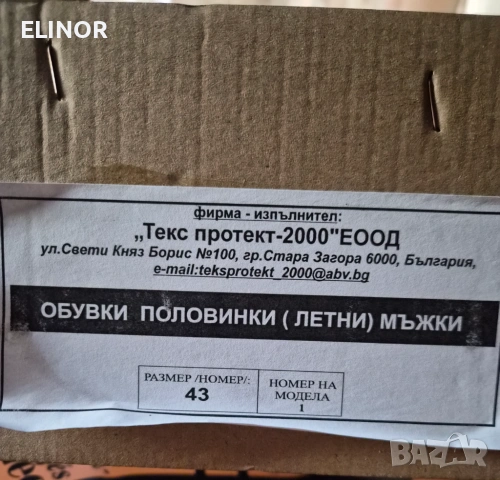 ELINOR
фирма - изпълнител:
„Текс протект-2000"ЕООД
ул.Свети Княз Борис №100, гр.Стара Загора 6000, България,
e-mail:teksprotekt_2000@abv.bg
ОБУВКИ ПОЛОВИНКИ ( ЛЕТНИ) МЪЖКИ
РАЗМЕР /НОМЕР/:
43
НОМЕР НА
МОДЕЛА
1
BAZAR